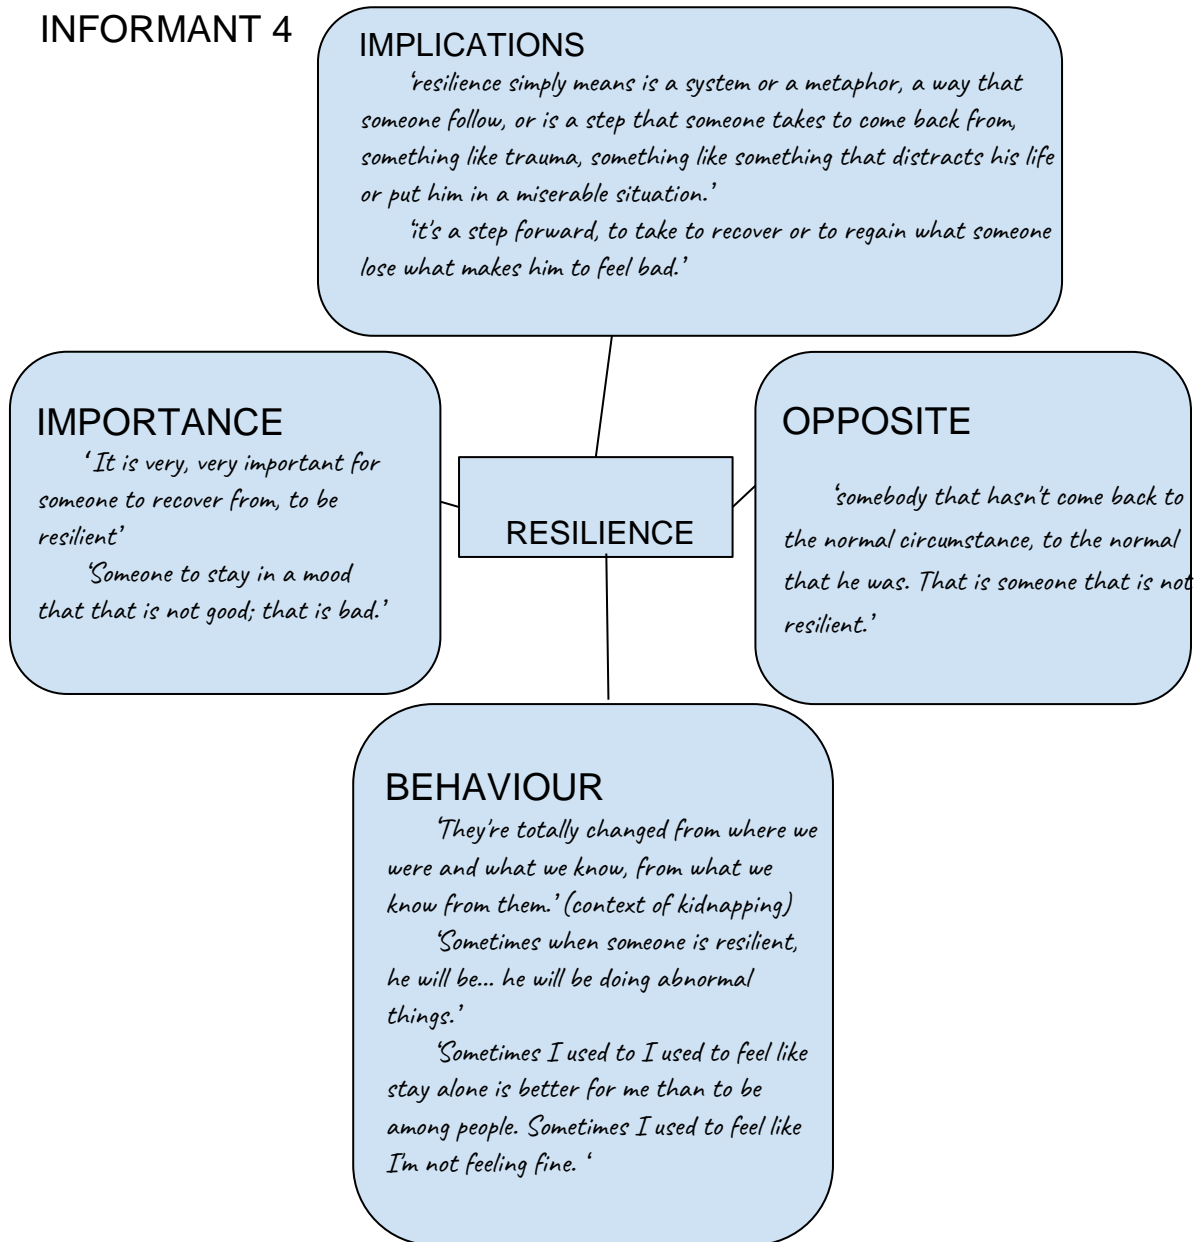 INFORMANT 4
IMPLICATIONS
‘resilience simply means is a system or a metaphor, a way that
someone follow, or is a step that someone takes to come back from,
something like trauma, something like something that distracts his life
or put him in a miserable situation.’
‘it's a step forward, to take to recover or to regain what someone
lose what makes him to feel bad.’
IMPORTANCE
‘ It is very, very important for
someone to recover from, to be
resilient’
‘Someone to stay in a mood
that that is not good; that is bad.’
OPPOSITE
‘somebody that hasn't come back to
the normal circumstance, to the normal
that he was. That is someone that is not
resilient.’
RESILIENCE
BEHAVIOUR
‘They're totally changed from where we
were and what we know, from what we
know from them.’ (context of kidnapping)
‘Sometimes when someone is resilient,
he will be... he will be doing abnormal
things.’
‘Sometimes I used to I used to feel like
stay alone is better for me than to be
among people. Sometimes I used to feel like
I'm not feeling fine. ‘